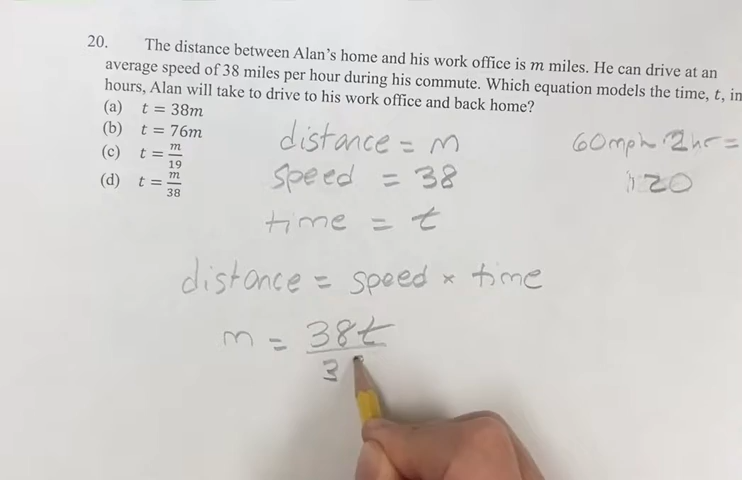 20. The distance between Alan's home and his work office is m miles. He can drive at an
average speed of 38 miles per hour during his commute. Which equation models the time, t, in
hours, Alan will take to drive to his work office and back home?
(a) t = 38m
(b) t = 76m
(c) t = m/19
(d) t = m/38
distance = m
speed = 38
time = t
60mph 2hr =
120
distance = speed × time
m = 38t
3